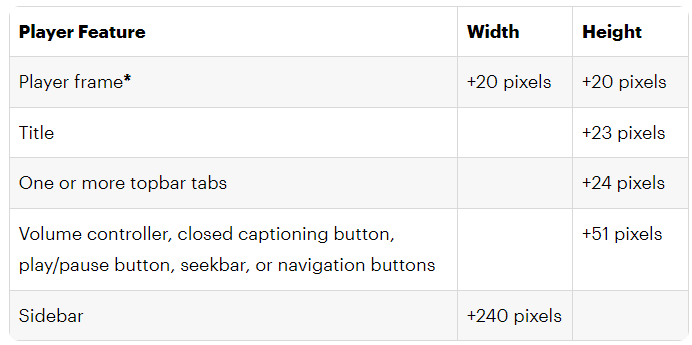 Player Feature Width Height
Player frame* +20 pixels +20 pixels
Title +23 pixels
One or more topbar tabs +24 pixels
Volume controller, closed captioning button, +51 pixels
play/pause button, seekbar, or navigation buttons
Sidebar +240 pixels